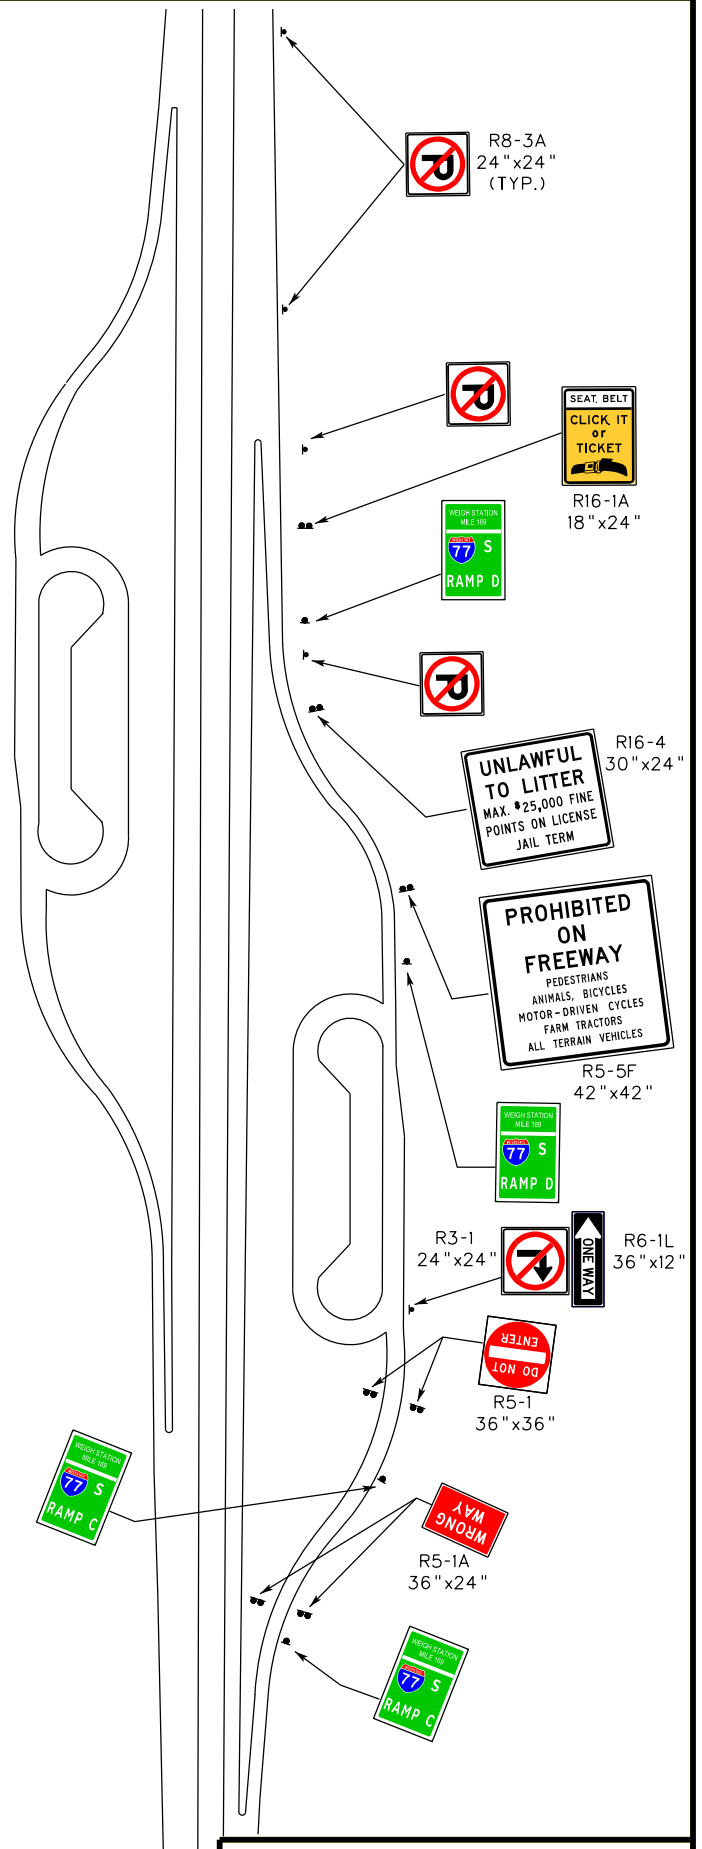 R8-3A
24"x24"
(TYP.)
P
P
SEAT BELT
CLICK IT
or
TICKET
R16-1A
18"x24"
WEIGH STATION
MILE 169
77 S
RAMP D
P
R16-4
30"x24"
UNLAWFUL
TO LITTER
MAX. $25,000 FINE
POINTS ON LICENSE
JAIL TERM
PROHIBITED
ON
FREEWAY
PEDESTRIANS
ANIMALS, BICYCLES
MOTOR-DRIVEN CYCLES
FARM TRACTORS
ALL TERRAIN VEHICLES
R5-5F
42"x42"
WEIGH STATION
MILE 169
77 S
RAMP D
R3-1
24"x24"
ONE WAY
R6-1L
36"x12"
DO NOT
ENTER
R5-1
36"x36"
WEIGH STATION
MILE 169
77 S
RAMP C
WRONG
WAY
R5-1A
36"x24"
WEIGH STATION
MILE 169
77 S
RAMP C